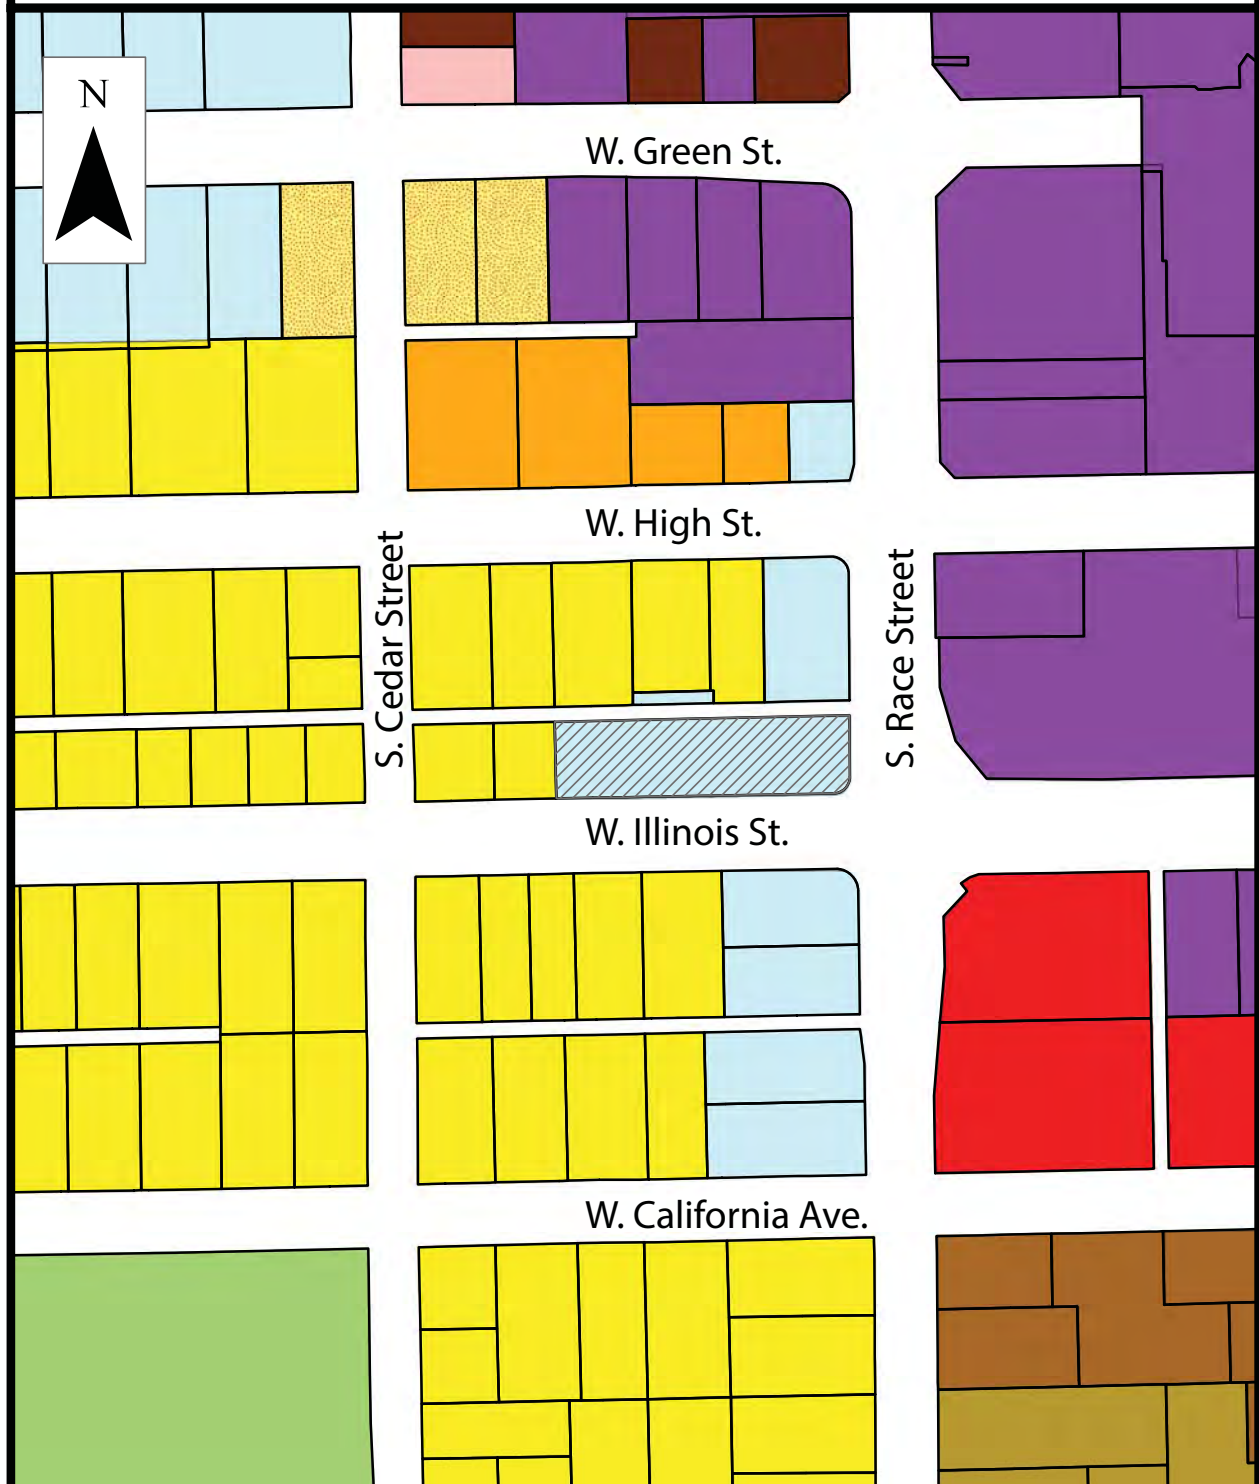 N
W. Green St.
W. High St.
S. Cedar Street
S. Race Street
W. Illinois St.
W. California Ave.